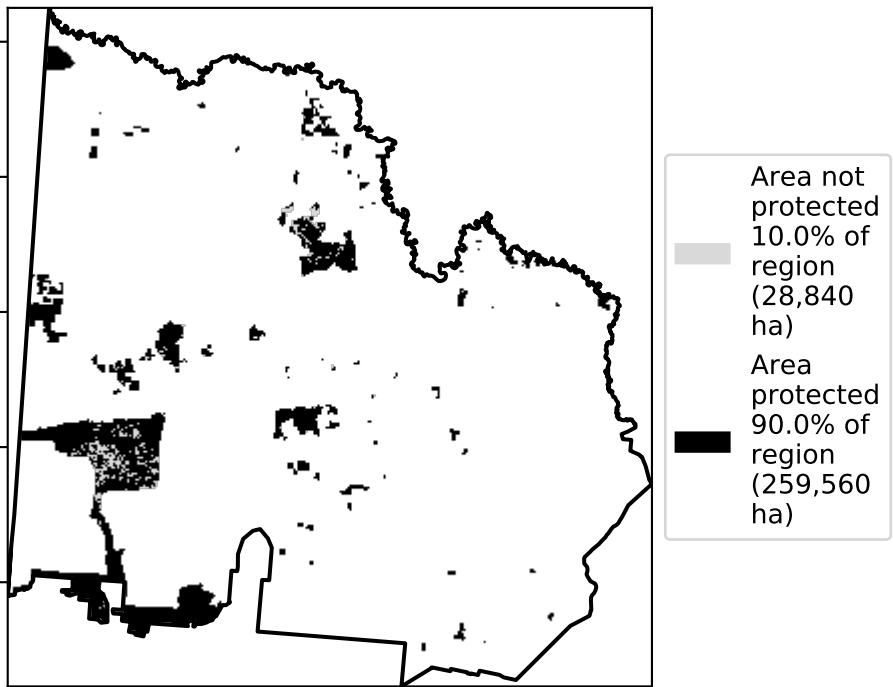 Area not
protected
10.0% of
region
(28,840
ha)
Area
protected
90.0% of
region
(259,560
ha)